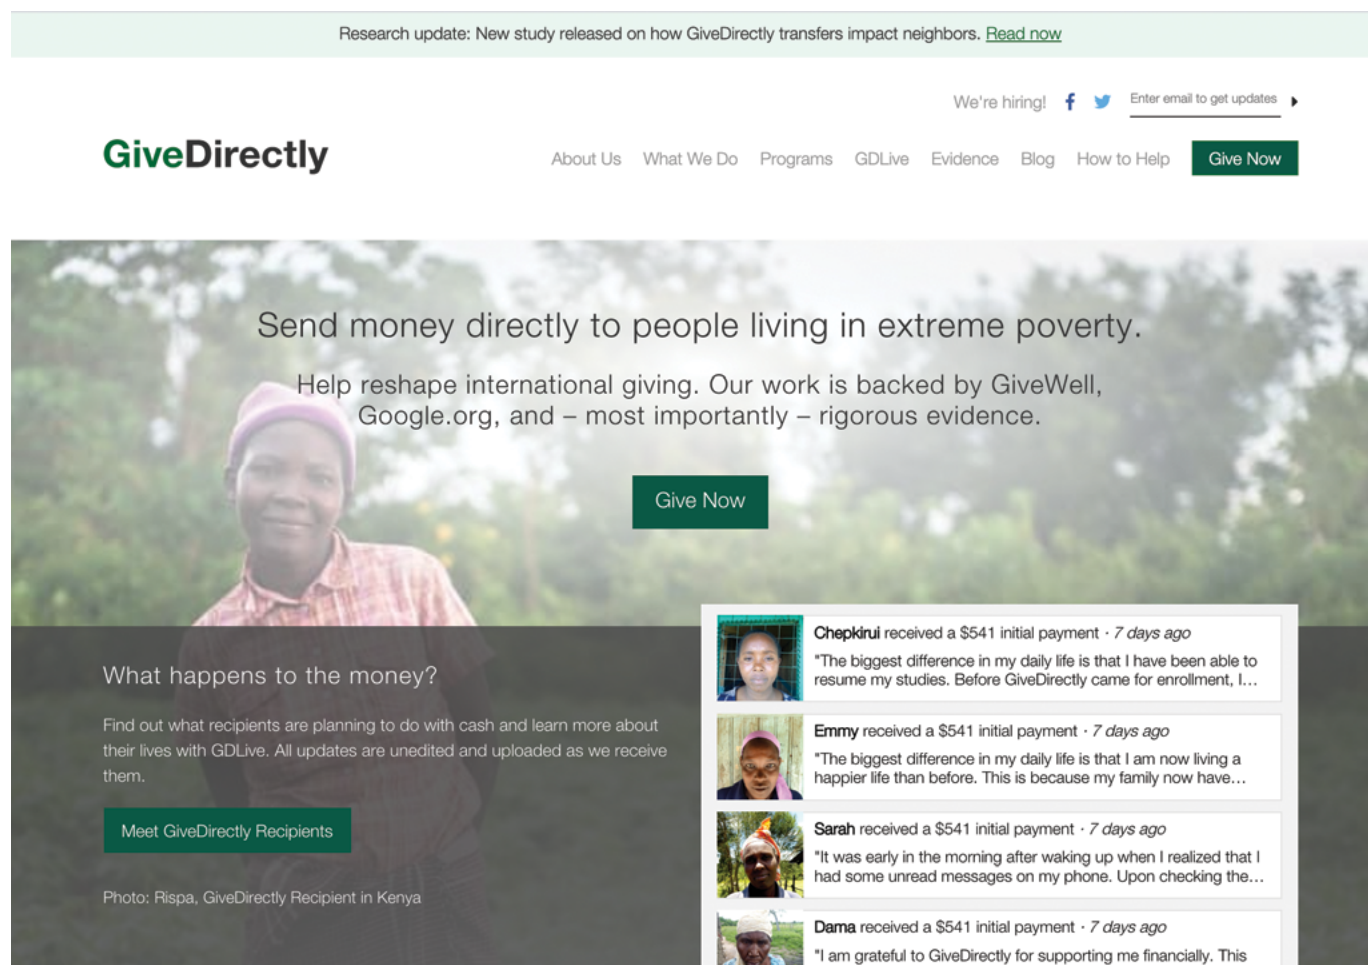 Research update: New study released on how GiveDirectly transfers impact neighbors. Read now
We're hiring! Enter email to get updates
GiveDirectly
About Us What We Do Programs GDLive Evidence Blog How to Help Give Now
Send money directly to people living in extreme poverty.
Help reshape international giving. Our work is backed by GiveWell,
Google.org, and – most importantly – rigorous evidence.
Give Now
What happens to the money?
Find out what recipients are planning to do with cash and learn more about
their lives with GDLive. All updates are unedited and uploaded as we receive
them.
Meet GiveDirectly Recipients
Photo: Rispa, GiveDirectly Recipient in Kenya
Chepkirui received a $541 initial payment · 7 days ago
"The biggest difference in my daily life is that I have been able to
resume my studies. Before GiveDirectly came for enrollment, I...
Emmy received a $541 initial payment · 7 days ago
"The biggest difference in my daily life is that I am now living a
happier life than before. This is because my family now have...
Sarah received a $541 initial payment · 7 days ago
"It was early in the morning after waking up when I realized that I
had some unread messages on my phone. Upon checking the...
Dama received a $541 initial payment · 7 days ago
"I am grateful to GiveDirectly for supporting me financially. This